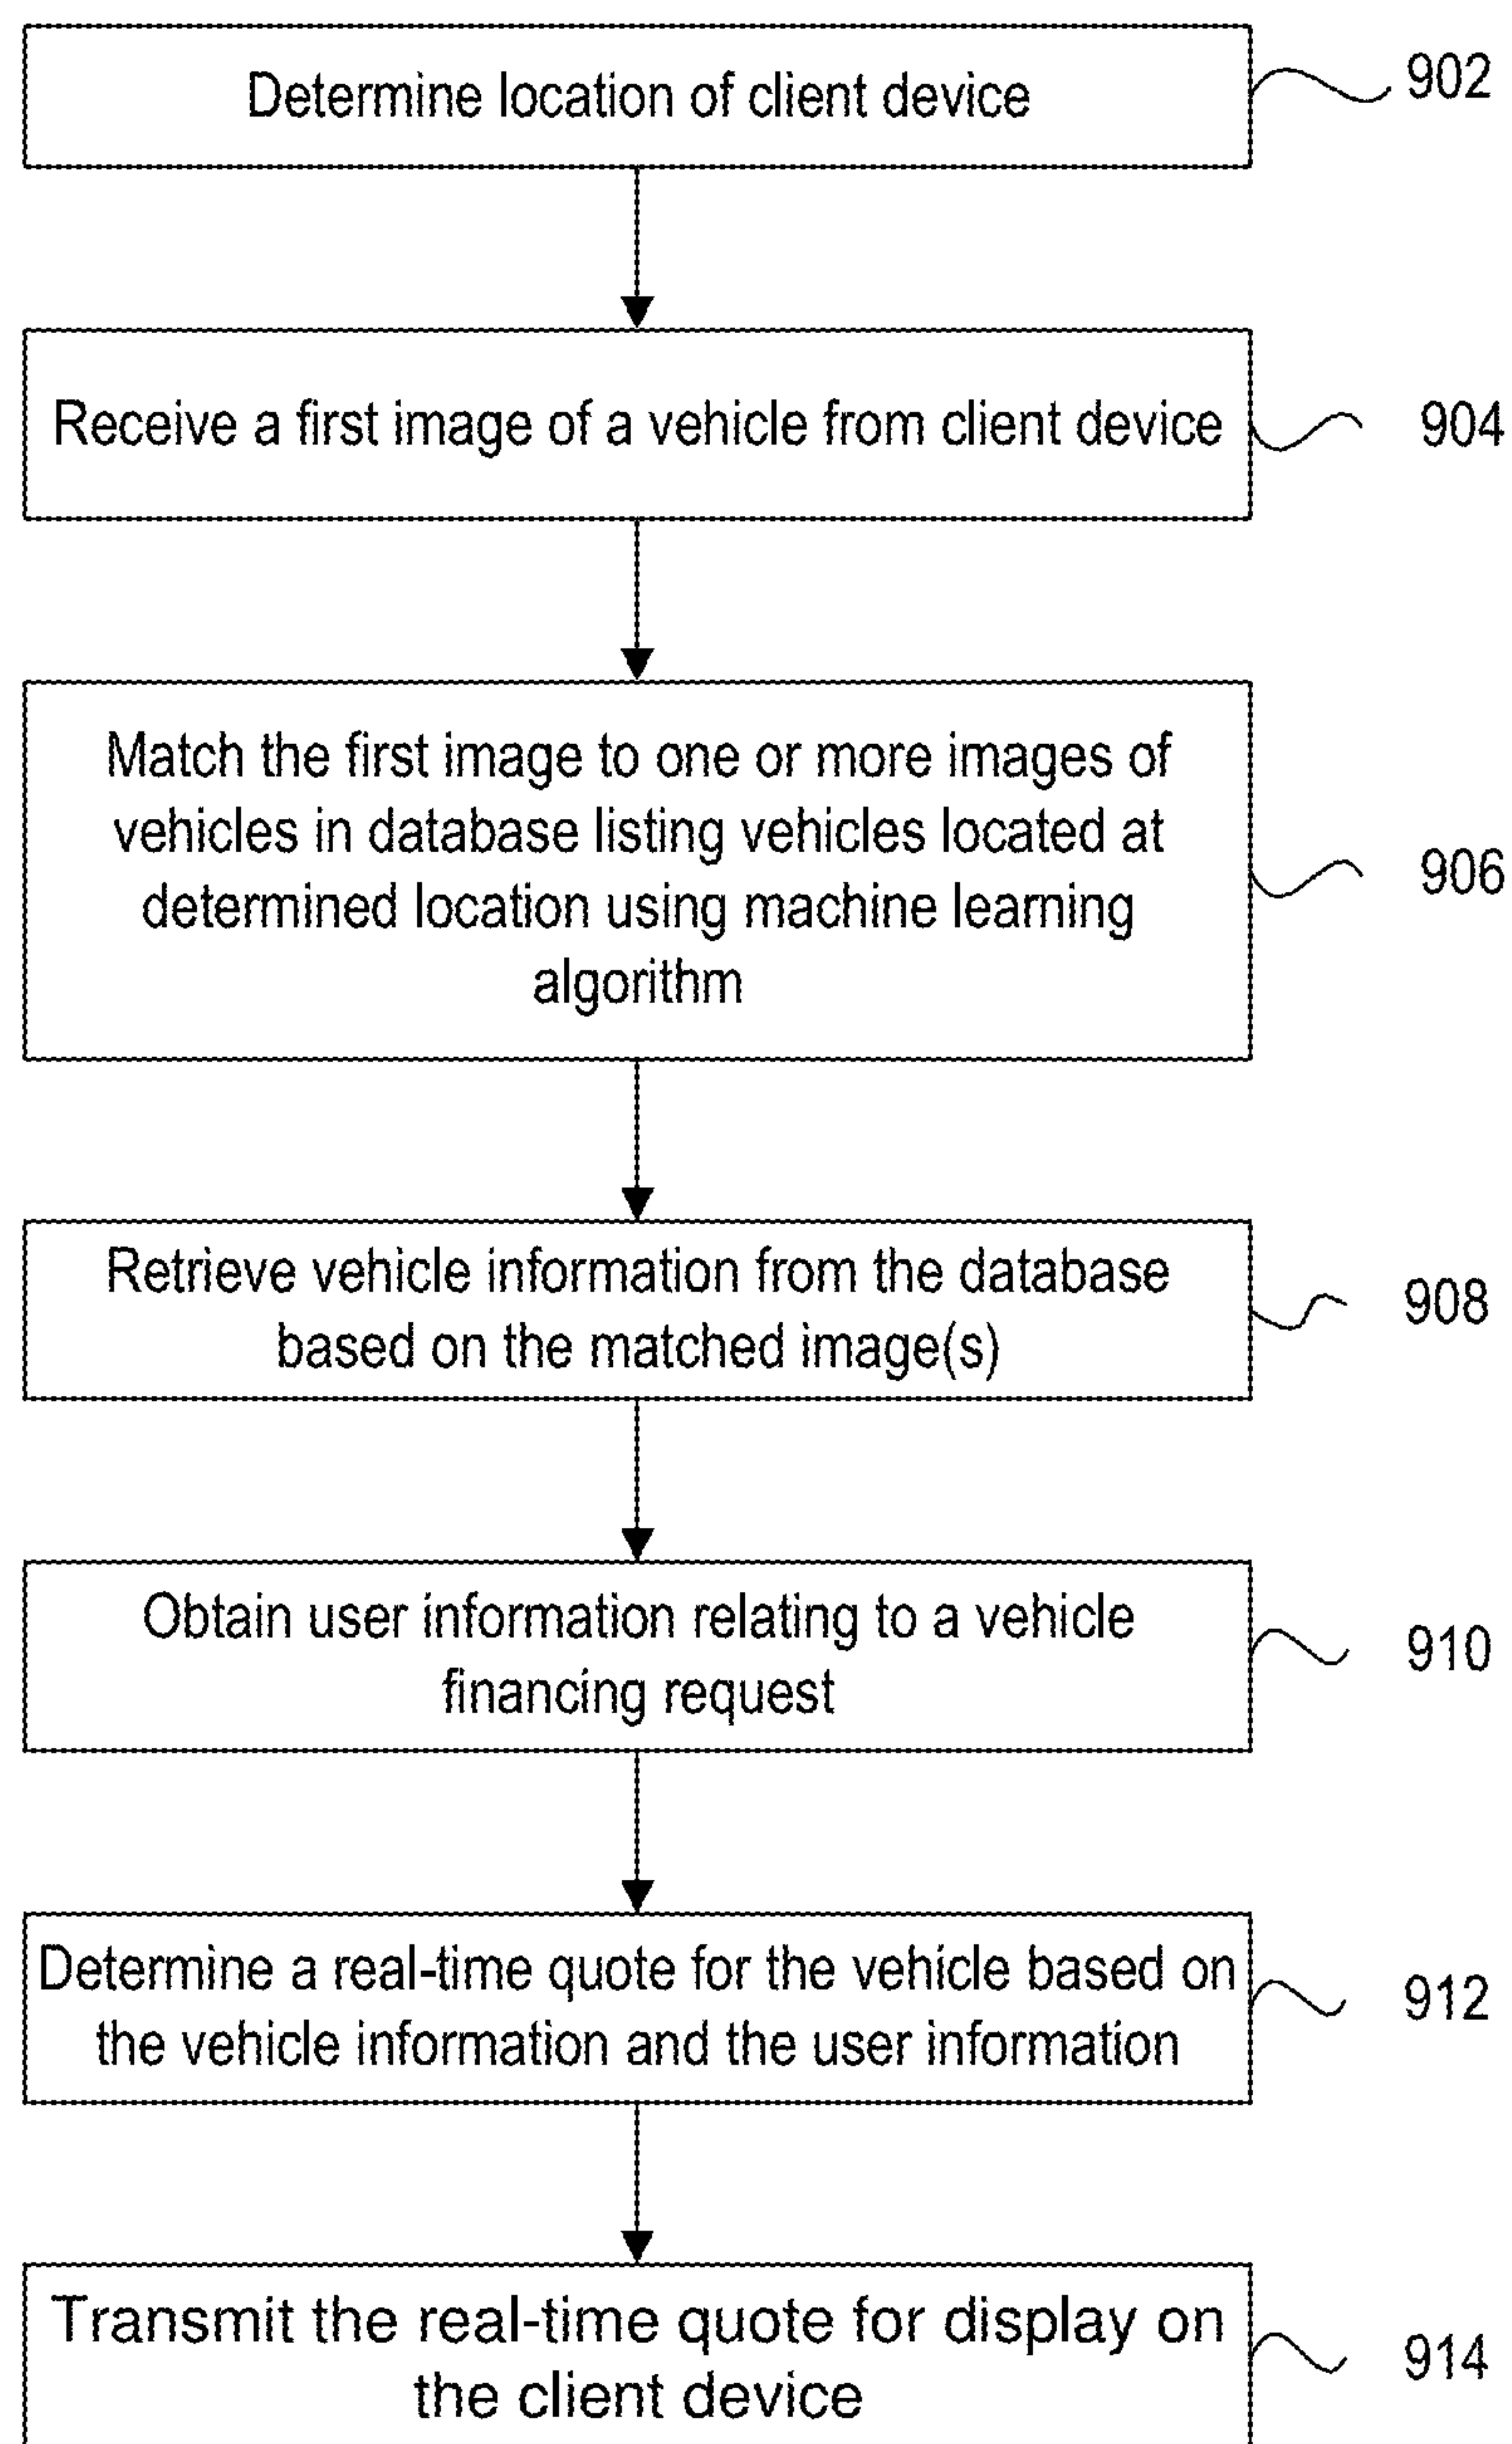 Determine location of client device
902
Receive a first image of a vehicle from client device
904
Match the first image to one or more images of
vehicles in database listing vehicles located at
determined location using machine learning
algorithm
906
Retrieve vehicle information from the database
based on the matched image(s)
908
Obtain user information relating to a vehicle
financing request
910
Determine a real-time quote for the vehicle based on
the vehicle information and the user information
912
Transmit the real-time quote for display on
the client device
914